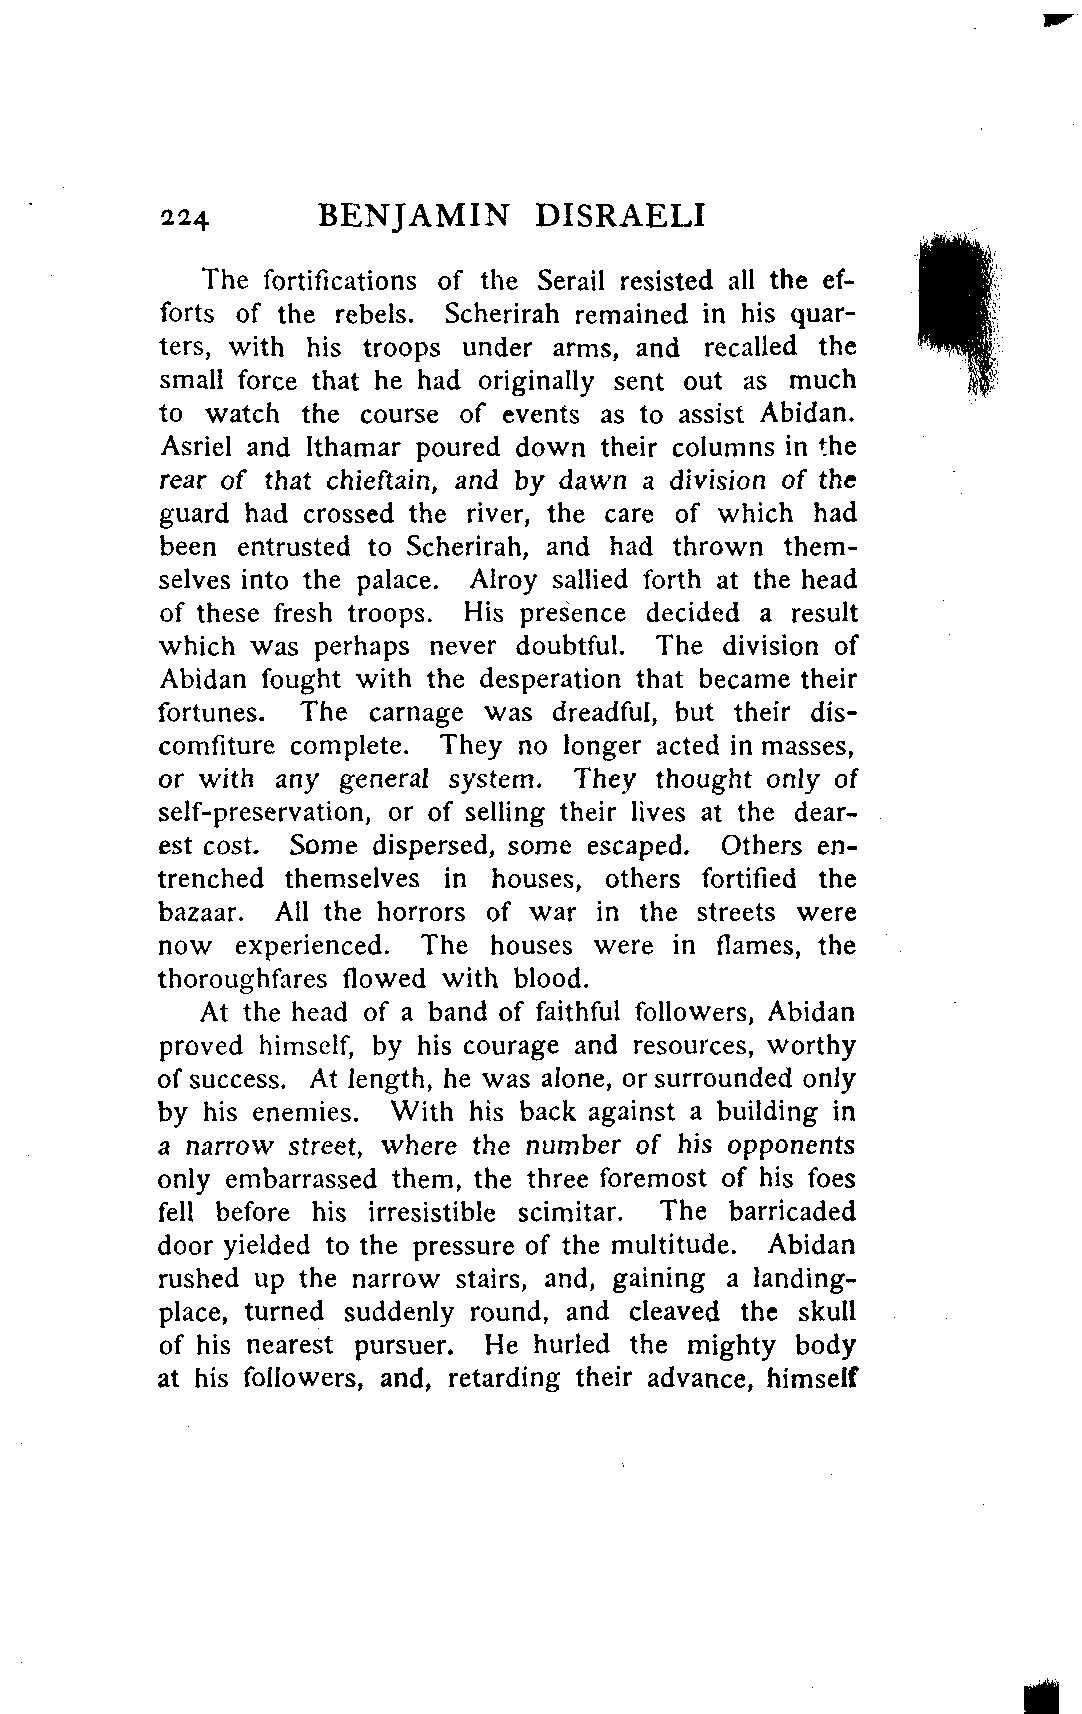 224 BENJAMIN DISRAELI
The fortifications of the Serail resisted all the ef-
forts of the rebels. Scherirah remained in his quar-
ters, with his troops under arms, and recalled the
small force that he had originally sent out as much
to watch the course of events as to assist Abidan.
Asriel and Ithamar poured down their columns in the
rear of that chieftain, and by dawn a division of the
guard had crossed the river, the care of which had
been entrusted to Scherirah, and had thrown them-
selves into the palace. Alroy sallied forth at the head
of these fresh troops. His presence decided a result
which was perhaps never doubtful. The division of
Abidan fought with the desperation that became their
fortunes. The carnage was dreadful, but their dis-
comfiture complete. They no longer acted in masses,
or with any general system. They thought only of
self-preservation, or of selling their lives at the dear-
est cost. Some dispersed, some escaped. Others en-
trenched themselves in houses, others fortified the
bazaar. All the horrors of war in the streets were
now experienced. The houses were in flames, the
thoroughfares flowed with blood.
At the head of a band of faithful followers, Abidan
proved himself, by his courage and resources, worthy
of success. At length, he was alone, or surrounded only
by his enemies. With his back against a building in
a narrow street, where the number of his opponents
only embarrassed them, the three foremost of his foes
fell before his irresistible scimitar. The barricaded
door yielded to the pressure of the multitude. Abidan
rushed up the narrow stairs, and, gaining a landing-
place, turned suddenly round, and cleaved the skull
of his nearest pursuer. He hurled the mighty body
at his followers, and, retarding their advance, himself